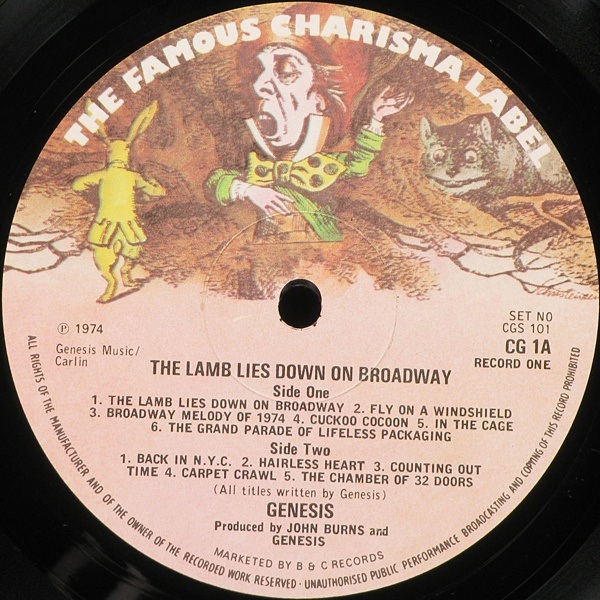 THE FAMOUS CHARISMA LABEL
℗ 1974
Genesis Music/
Carlin
SET NO
CGS 101
CG 1A
RECORD ONE
THE LAMB LIES DOWN ON BROADWAY
Side One
1. THE LAMB LIES DOWN ON BROADWAY 2. FLY ON A WINDSHIELD
3. BROADWAY MELODY OF 1974 4. CUCKOO COCOON 5. IN THE CAGE
6. THE GRAND PARADE OF LIFELESS PACKAGING
Side Two
1. BACK IN N.Y.C. 2. HAIRLESS HEART 3. COUNTING OUT
TIME 4. CARPET CRAWL 5. THE CHAMBER OF 32 DOORS
(All titles written by Genesis)
GENESIS
Produced by JOHN BURNS and
GENESIS
MARKETED BY B & C RECORDS
ALL RIGHTS OF THE MANUFACTURER AND OF THE OWNER OF THE RECORDED WORK RESERVED · UNAUTHORISED PUBLIC PERFORMANCE BROADCASTING AND COPYING OF THIS RECORD PROHIBITED